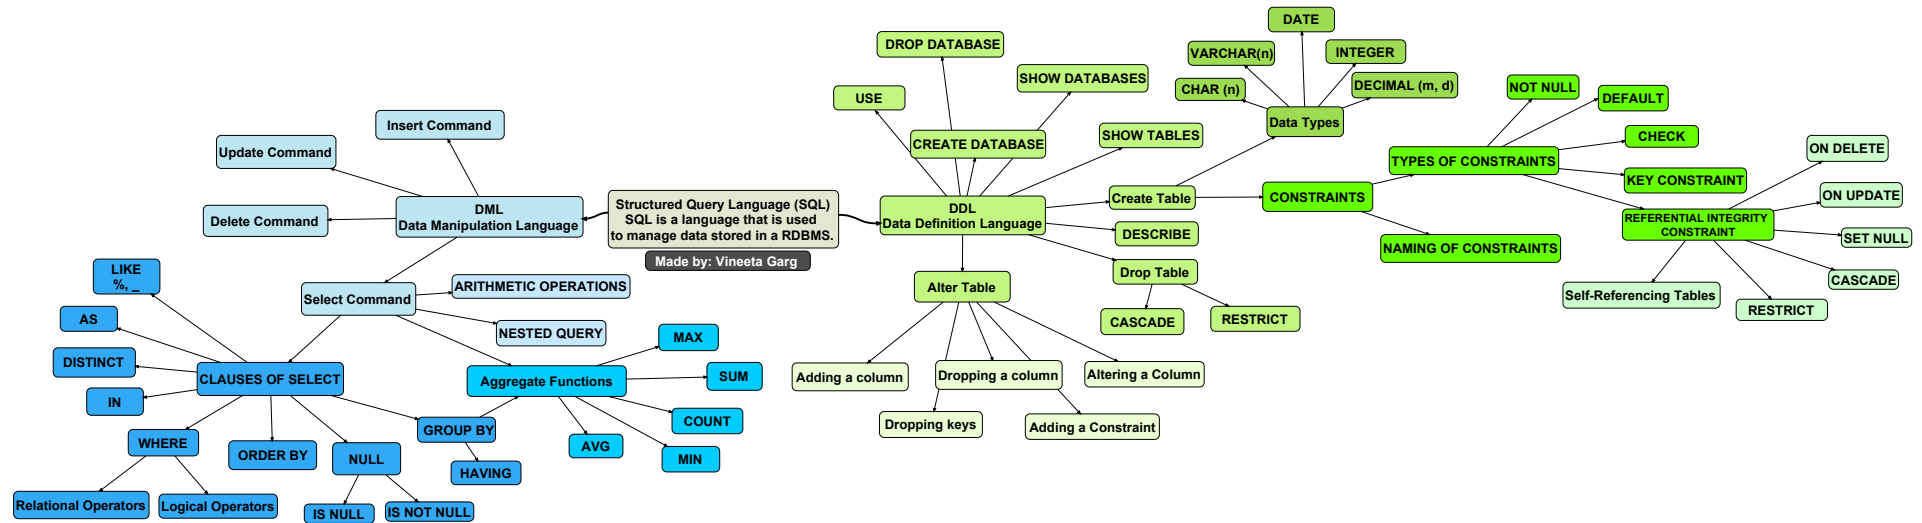 DATE
DROP DATABASE
VARCHAR(n)
INTEGER
SHOW DATABASES
CHAR (n)
DECIMAL (m, d)
NOT NULL
USE
DEFAULT
Insert Command
Data Types
SHOW TABLES
CHECK
Update Command
CREATE DATABASE
TYPES OF CONSTRAINTS
ON DELETE
KEY CONSTRAINT
Structured Query Language (SQL)
SQL is a language that is used
to manage data stored in a RDBMS.
Made by: Vineeta Garg
DML
Data Manipulation Language
DDL
Data Definition Language
Create Table
CONSTRAINTS
ON UPDATE
Delete Command
REFERENTIAL INTEGRITY
CONSTRAINT
DESCRIBE
SET NULL
NAMING OF CONSTRAINTS
LIKE
%, _
Drop Table
CASCADE
ARITHMETIC OPERATIONS
Alter Table
Select Command
Self-Referencing Tables
RESTRICT
AS
NESTED QUERY
CASCADE
RESTRICT
MAX
DISTINCT
CLAUSES OF SELECT
Aggregate Functions
SUM
Adding a column
Dropping a column
Altering a Column
IN
COUNT
GROUP BY
Dropping keys
Adding a Constraint
WHERE
ORDER BY
NULL
AVG
MIN
HAVING
Relational Operators
Logical Operators
IS NULL
IS NOT NULL